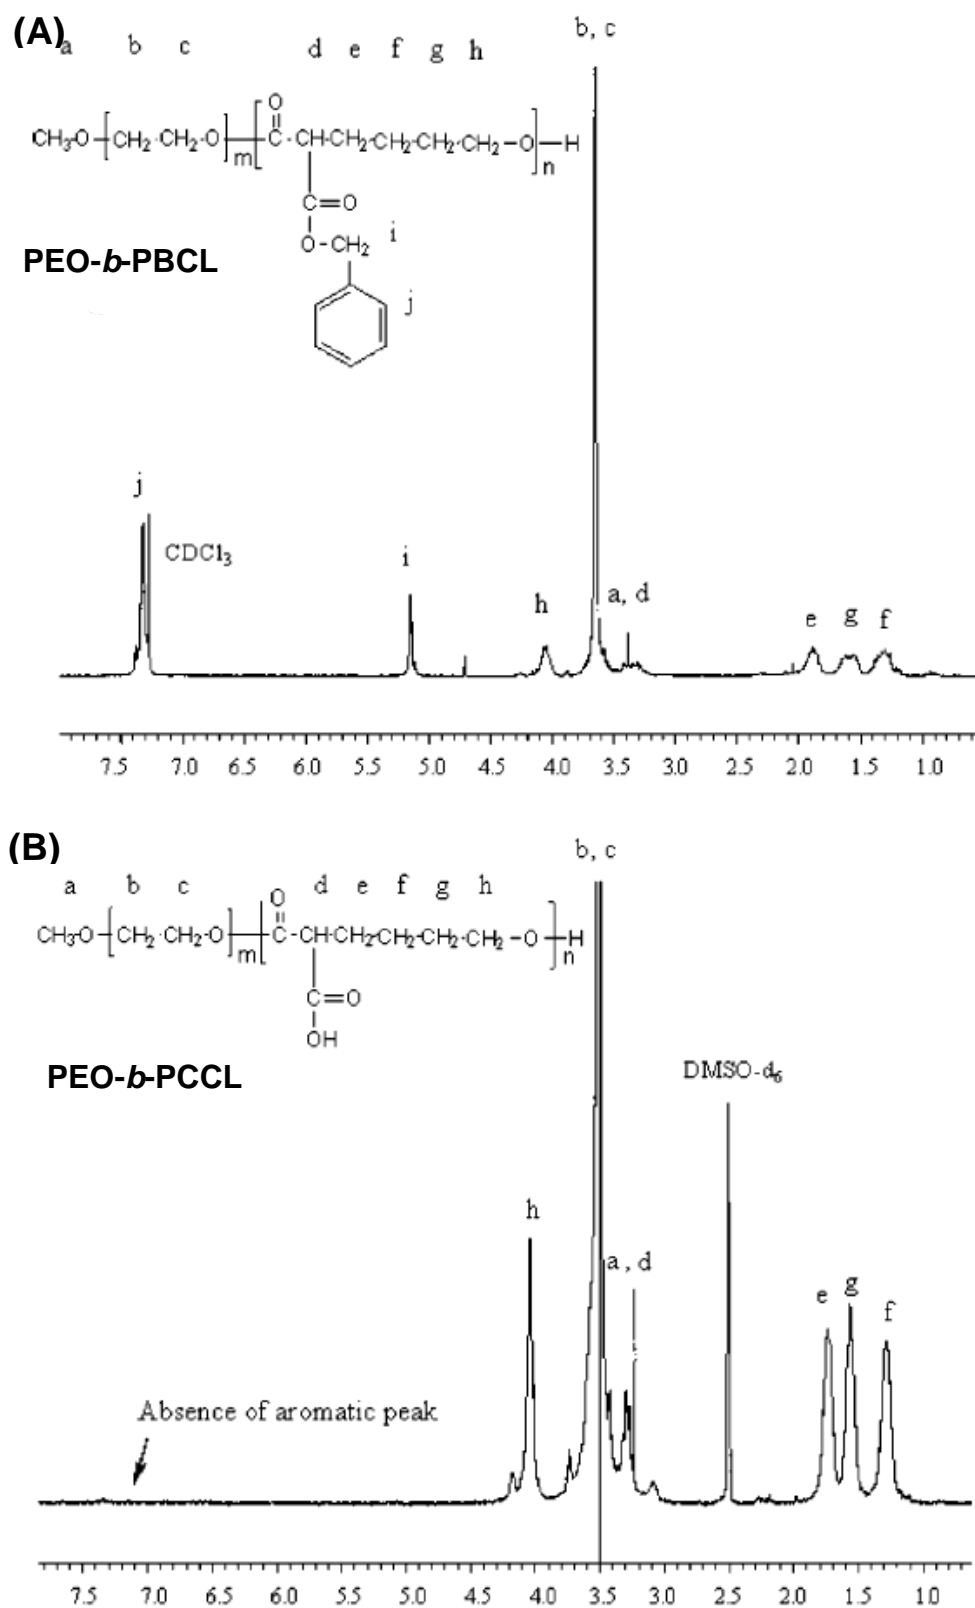 (A)
a b c d e f g h
b, c
O
CH3-O-[CH2-CH2-O]m-[C-CH-CH2-CH2-CH2-CH2-O]n-H
C=O
O-CH2 i
PEO-b-PBCL
j
j
CDCl3
i
h
a, d
e g f
7.5 7.0 6.5 6.0 5.5 5.0 4.5 4.0 3.5 3.0 2.5 2.0 1.5 1.0
(B)
b, c
a b c d e f g h
O
CH3-O-[CH2-CH2-O]m-[C-CH-CH2-CH2-CH2-CH2-O]n-H
C=O
OH
PEO-b-PCCL
DMSO-d6
h
a, d
e g f
Absence of aromatic peak
7.5 7.0 6.5 6.0 5.5 5.0 4.5 4.0 3.5 3.0 2.5 2.0 1.5 1.0